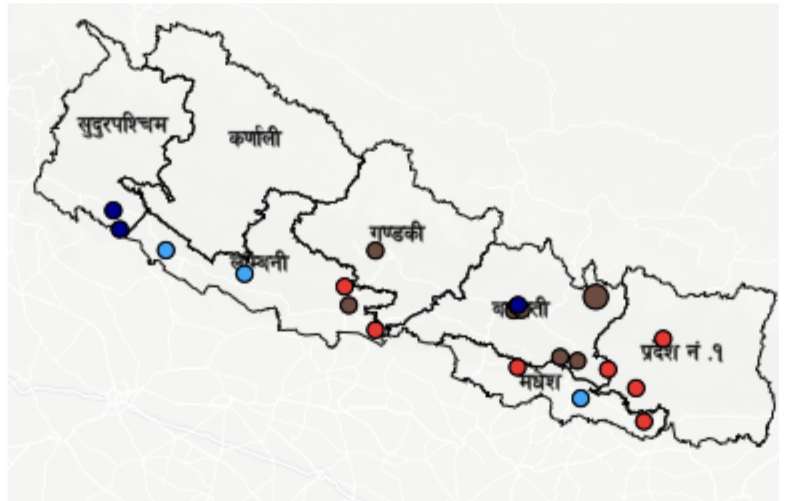 सुदुरपश्चिम
कर्णाली
गण्डकी
प्रदेश नं .१
मधेश